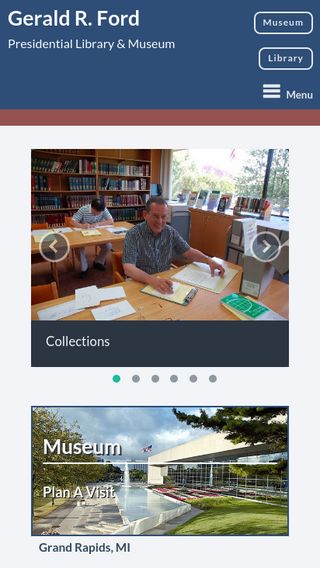 Gerald R. Ford
Presidential Library & Museum
Museum
Library
Menu
Collections
Museum
Plan A Visit
Grand Rapids, MI